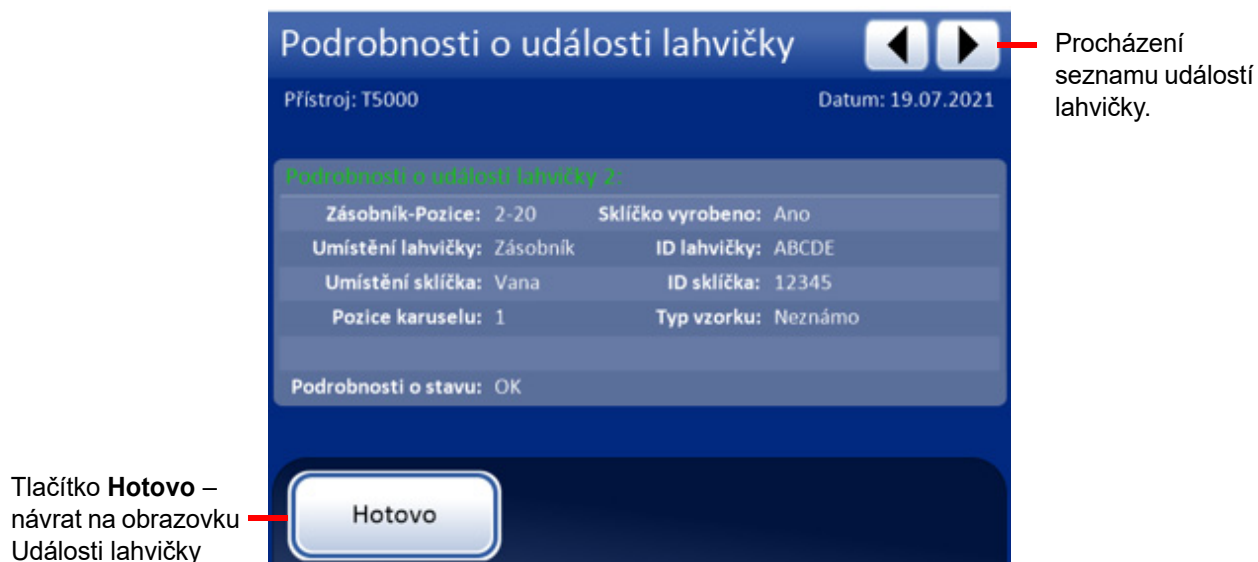 Podrobnosti o události lahvičky
Procházení
seznamu událostí
lahvičky.
Přístroj: T5000 Datum: 19.07.2021
Podrobnosti o události lahvičky 2:
Zásobník-Pozice: 2-20 Sklíčko vyrobeno: Ano
Umístění lahvičky: Zásobník ID lahvičky: ABCDE
Umístění sklíčka: Vana ID sklíčka: 12345
Pozice karuselu: 1 Typ vzorku: Neznámo
Podrobnosti o stavu: OK
Tlačítko Hotovo –
návrat na obrazovku
Události lahvičky
Hotovo